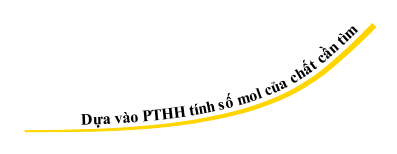 Dựa vào PTHH tính số mol của chất cần tìm